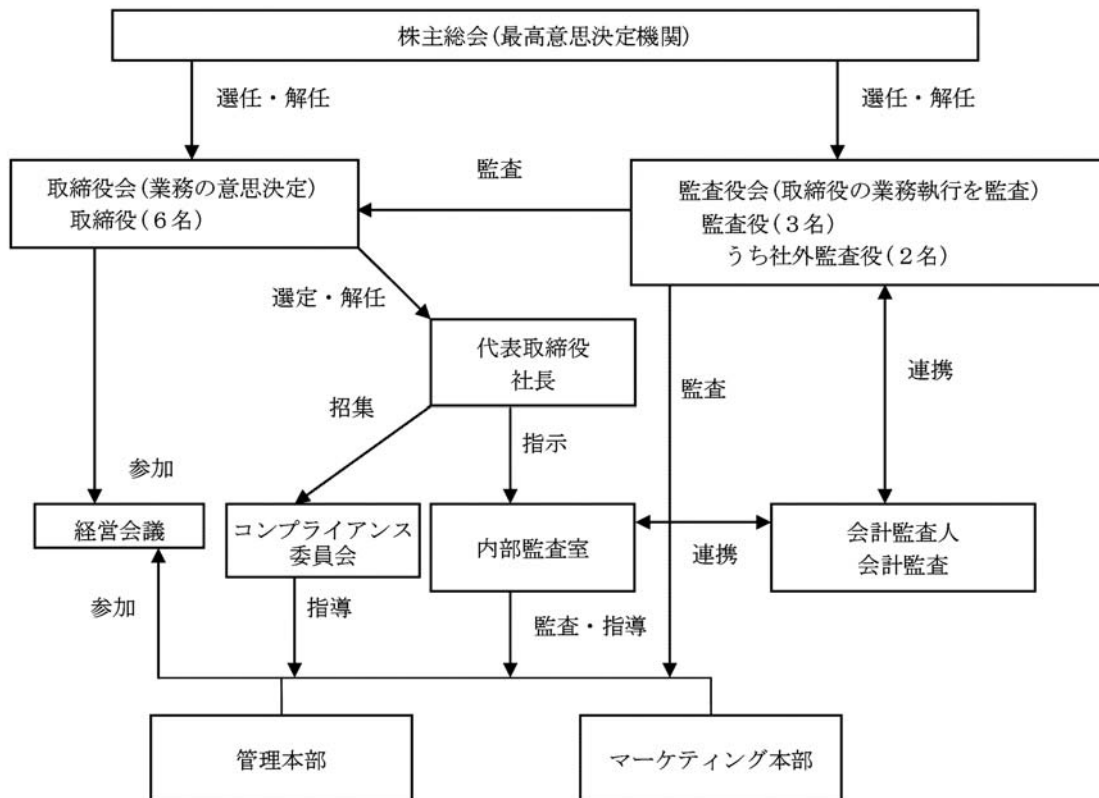 株主総会(最高意思決定機関)
選任・解任
選任・解任
取締役会(業務の意思決定)
取締役(6名)
監査
監査役会(取締役の業務執行を監査)
監査役(3名)
うち社外監査役(2名)
選定・解任
代表取締役
社長
監査
連携
招集
指示
参加
経営会議
コンプライアンス
委員会
内部監査室
連携
会計監査人
会計監査
参加
指導
監査・指導
管理本部
マーケティング本部